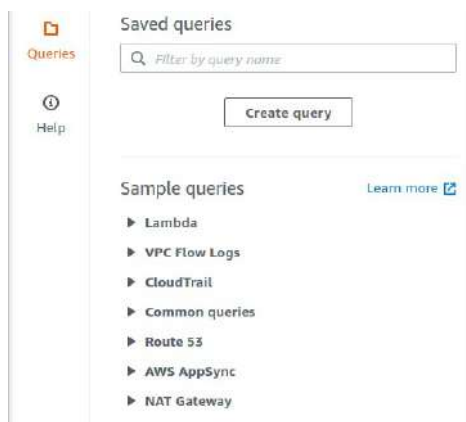 Queries
Help
Saved queries
Filter by query name
Create query
Sample queries
Learn more
Lambda
VPC Flow Logs
CloudTrail
Common queries
Route 53
AWS AppSync
NAT Gateway